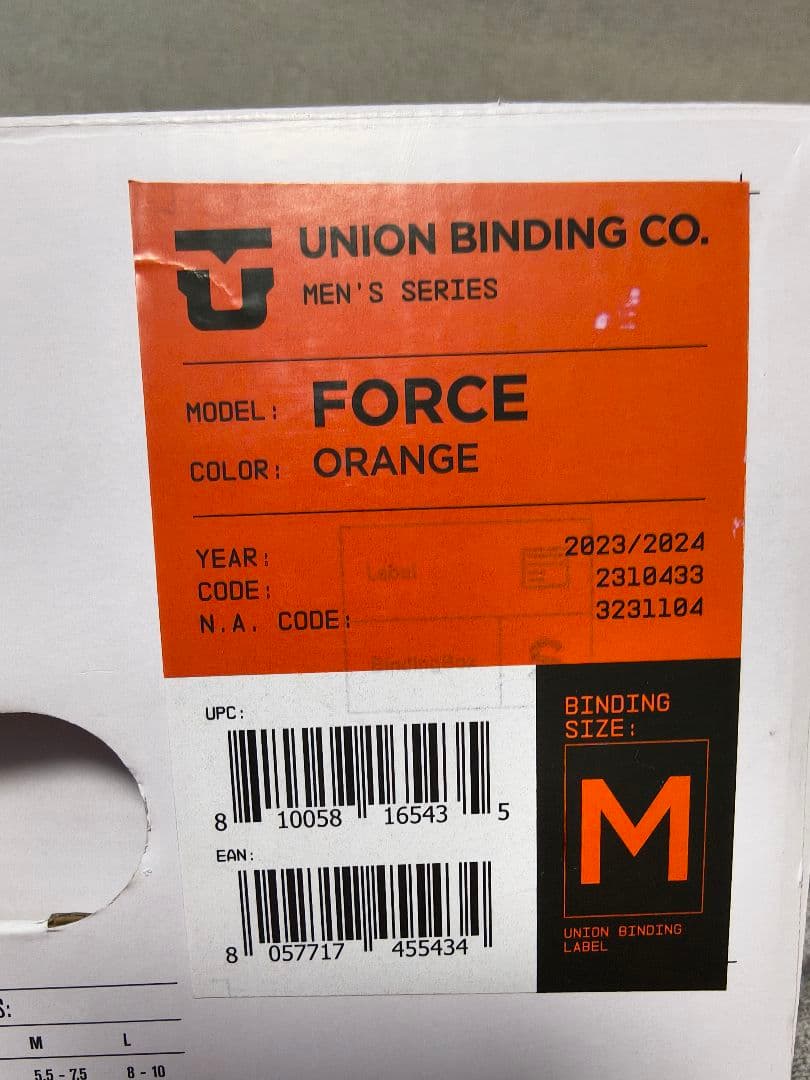 UNION BINDING CO.
MEN'S SERIES
MODEL: FORCE
COLOR: ORANGE
YEAR: 2023/2024
CODE: 2310433
N.A. CODE: 3231104
Label
UPC:
8 10058 16543 5
EAN:
8 057717 455434
BINDING
SIZE:
M
UNION BINDING
LABEL
S:
M L
5.5 - 7.5 8 - 10